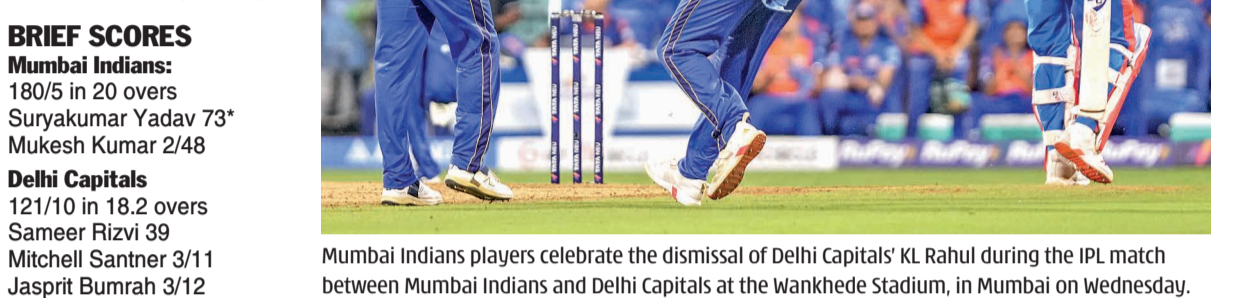 BRIEF SCORES
Mumbai Indians:
180/5 in 20 overs
Suryakumar Yadav 73*
Mukesh Kumar 2/48
Delhi Capitals
121/10 in 18.2 overs
Sameer Rizvi 39
Mitchell Santner 3/11
Jasprit Bumrah 3/12
RuPay RuPay RuPay
Mumbai Indians players celebrate the dismissal of Delhi Capitals' KL Rahul during the IPL match
between Mumbai Indians and Delhi Capitals at the Wankhede Stadium, in Mumbai on Wednesday.